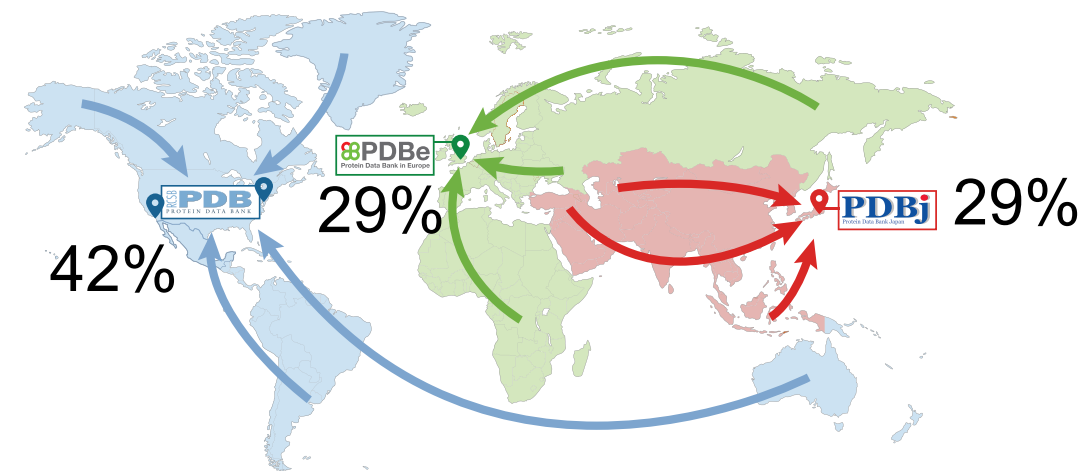 PDBe
Protein Data Bank in Europe
29%
RCSB
PDB
PROTEIN DATA BANK
42%
PDBj
Protein Data Bank Japan
29%